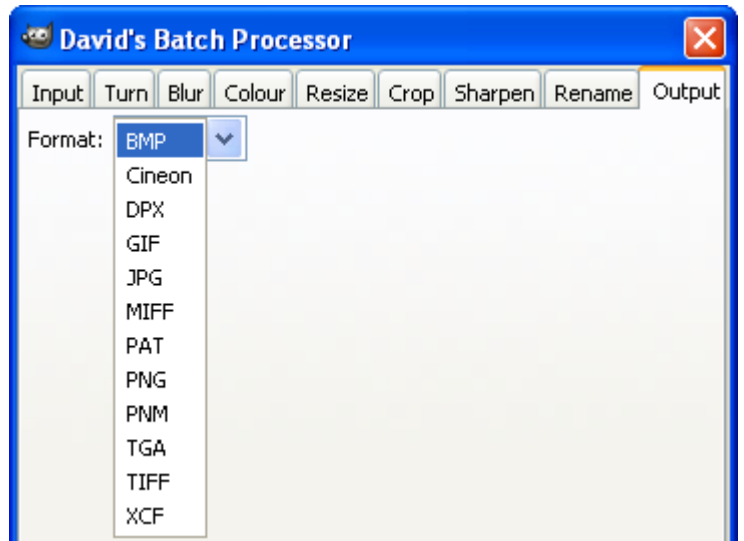 David's Batch Processor
Input Turn Blur Colour Resize Crop Sharpen Rename Output
Format: BMP
Cineon
DPX
GIF
JPG
MIFF
PAT
PNG
PNM
TGA
TIFF
XCF